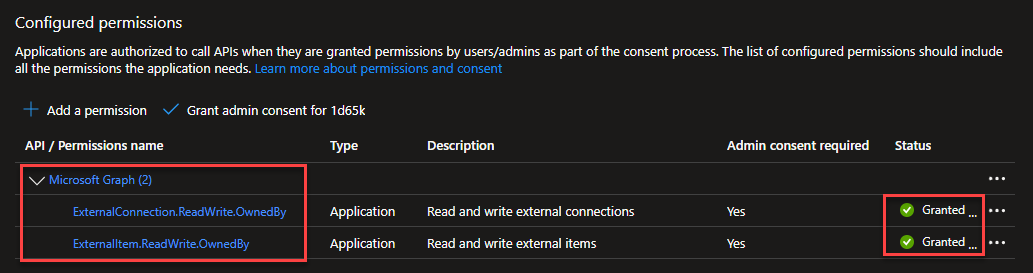 Configured permissions
Applications are authorized to call APIs when they are granted permissions by users/admins as part of the consent process. The list of configured permissions should include
all the permissions the application needs. Learn more about permissions and consent
Add a permission Grant admin consent for 1d65k
API / Permissions name Type Description Admin consent required Status
Microsoft Graph (2) ...
ExternalConnection.ReadWrite.OwnedBy Application Read and write external connections Yes Granted ... ...
ExternalItem.ReadWrite.OwnedBy Application Read and write external items Yes Granted ... ...